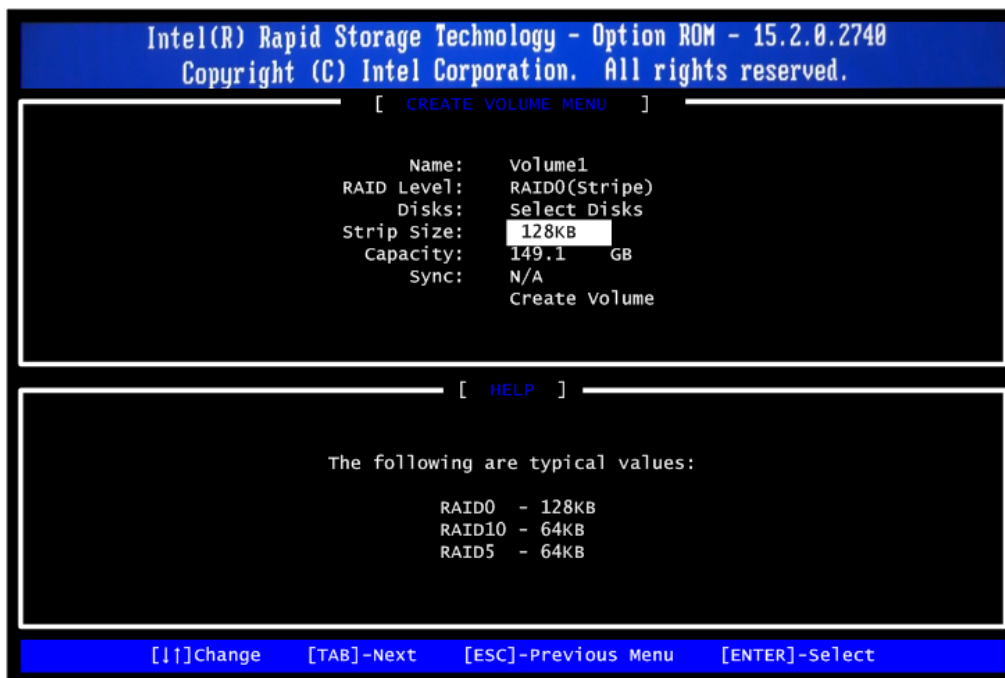 Intel(R) Rapid Storage Technology - Option ROM - 15.2.0.2740
Copyright (C) Intel Corporation. All rights reserved.
[ CREATE VOLUME MENU ]
Name: Volume1
RAID Level: RAID0(Stripe)
Disks: Select Disks
Strip Size: 128KB
Capacity: 149.1 GB
Sync: N/A
Create Volume
[ HELP ]
The following are typical values:
RAID0 - 128KB
RAID10 - 64KB
RAID5 - 64KB
[↓↑]Change [TAB]-Next [ESC]-Previous Menu [ENTER]-Select